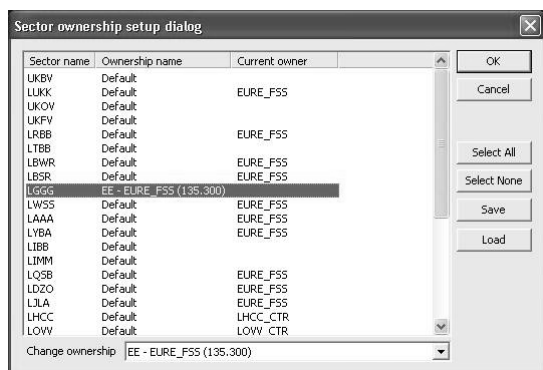 Sector ownership setup dialog
Sector name Ownership name Current owner
UKBV Default
LUKK Default EURE_FSS
UKOV Default
UKFV Default
LRBB Default EURE_FSS
LTBB Default
LBWR Default EURE_FSS
LBSR Default EURE_FSS
LGGG EE - EURE_FSS (135.300)
LWSS Default EURE_FSS
LAAA Default EURE_FSS
LYBA Default EURE_FSS
LIBB Default
LIMM Default
LQSB Default EURE_FSS
LDZO Default EURE_FSS
LJLA Default EURE_FSS
LHCC Default LHCC_CTR
LOVV Default LOVV_CTR
Change ownership EE - EURE_FSS (135.300)
OK
Cancel
Select All
Select None
Save
Load